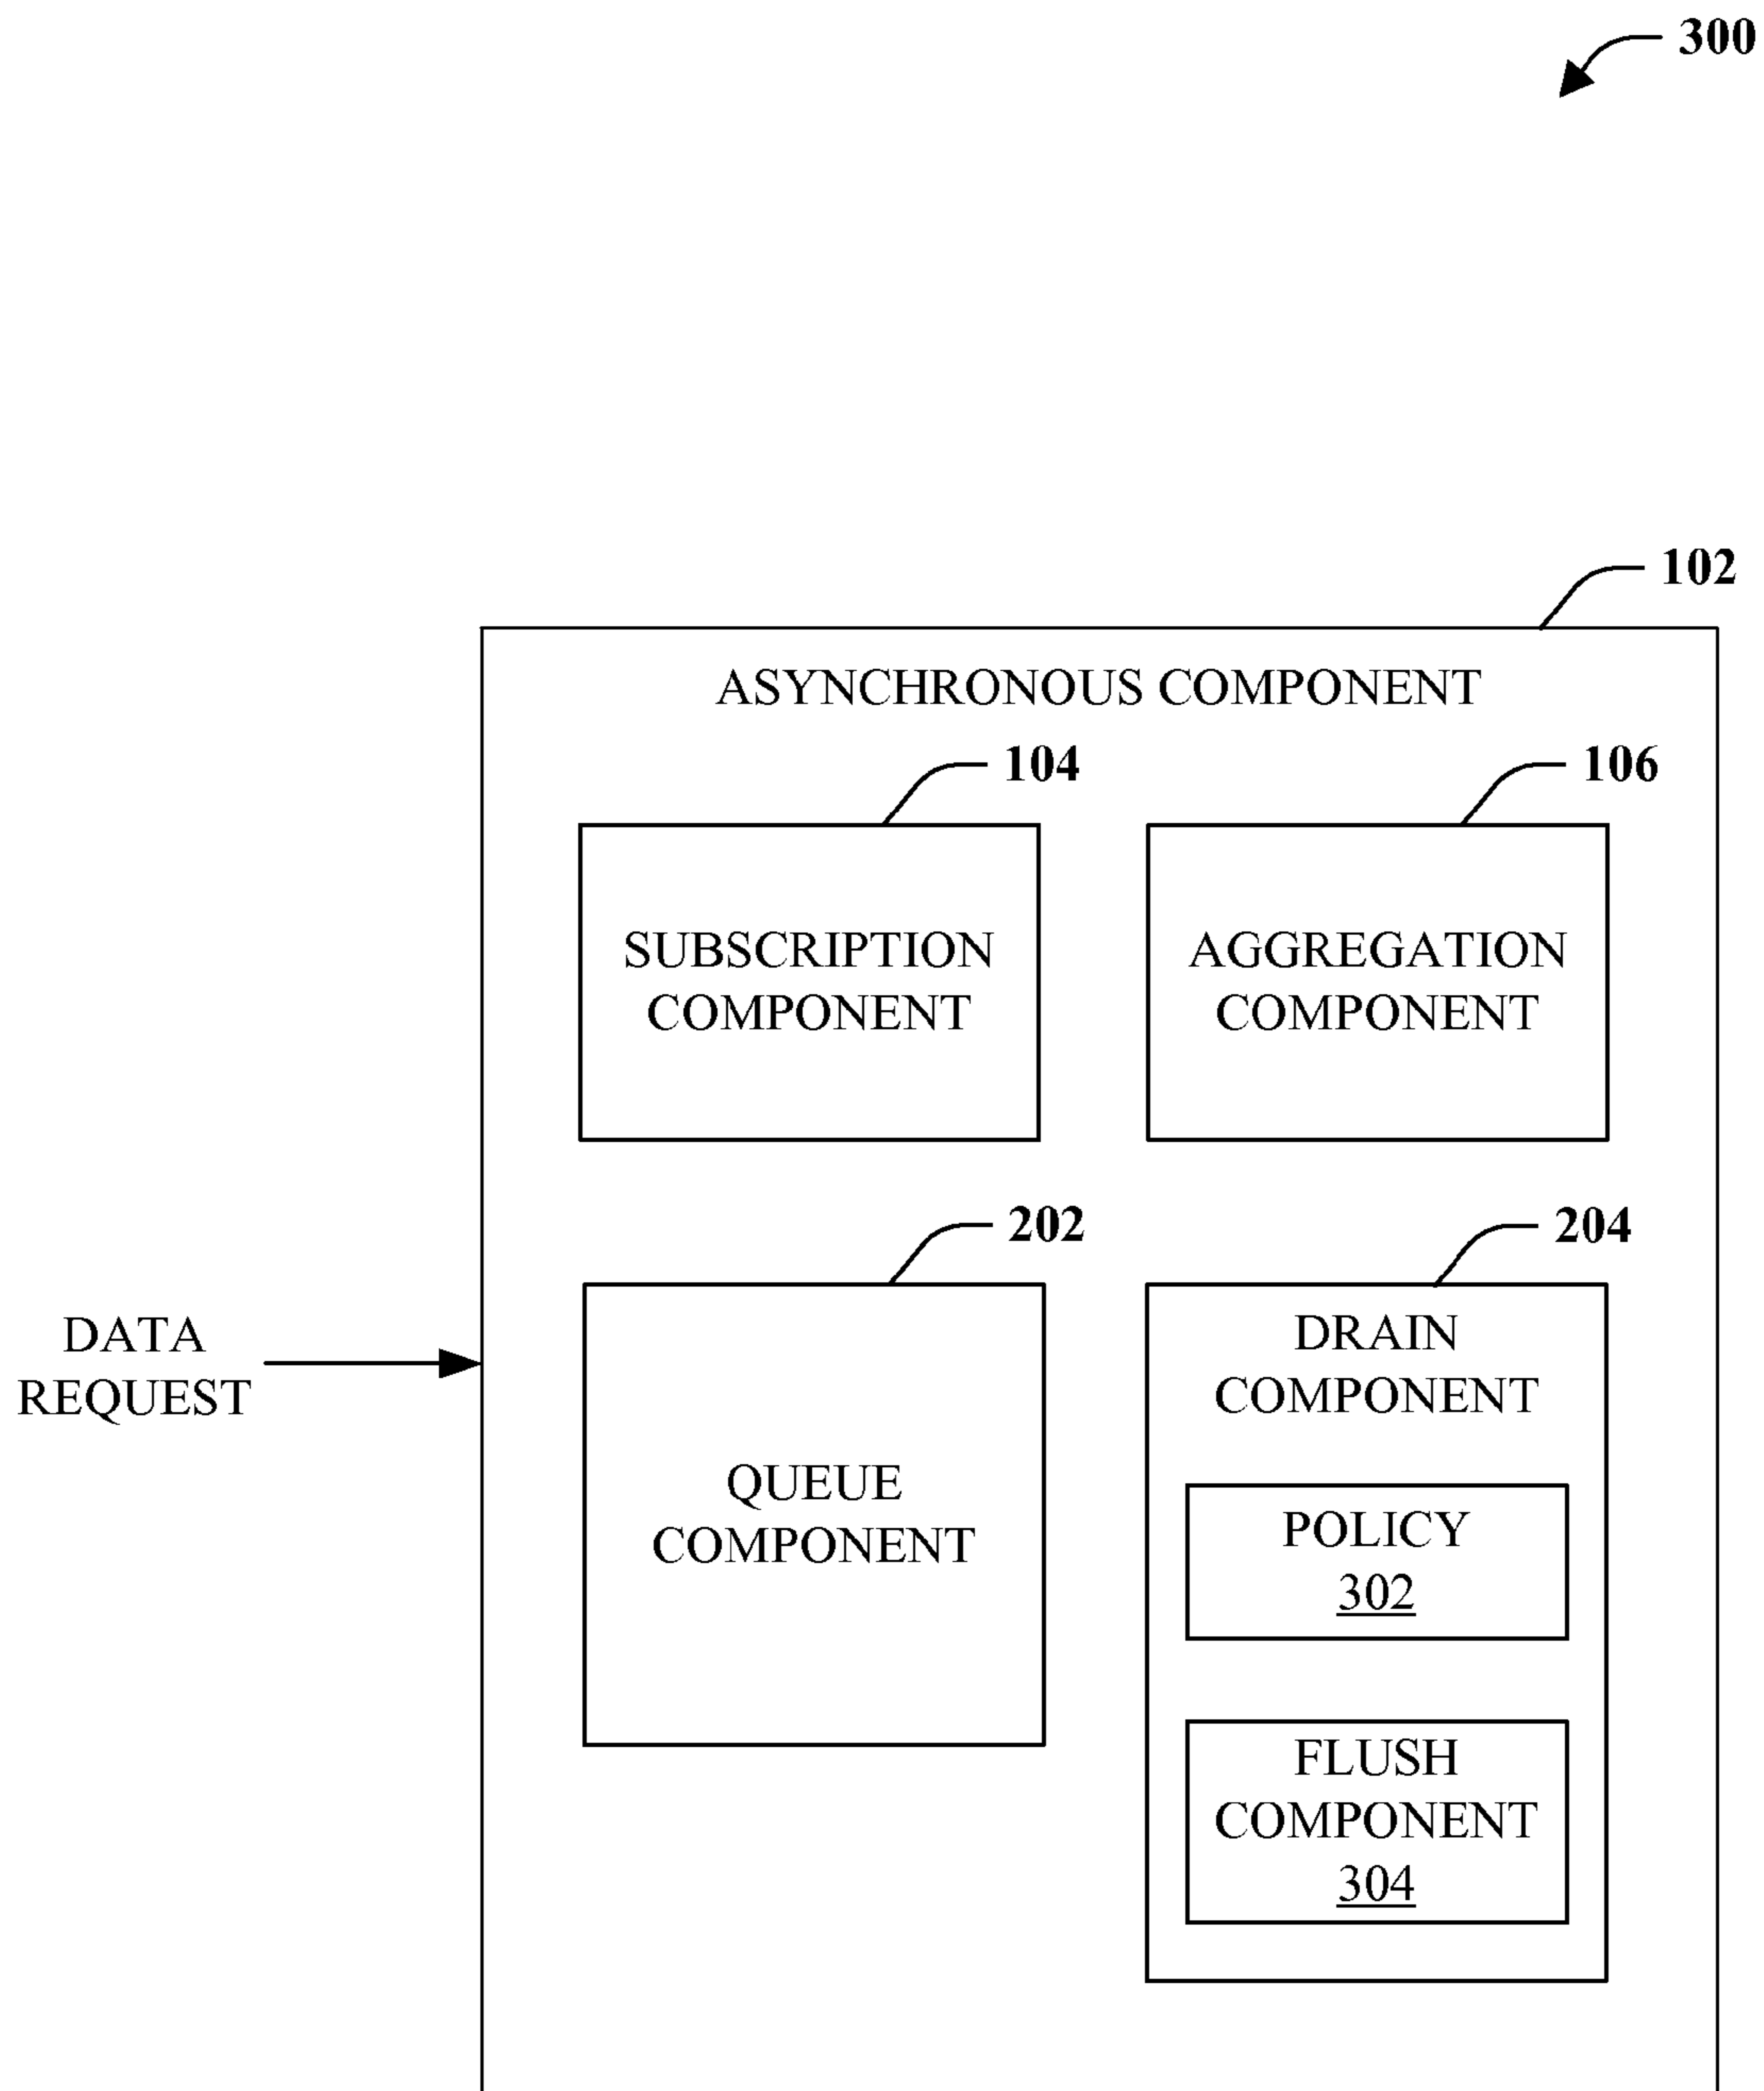 300
102
ASYNCHRONOUS COMPONENT
104
106
SUBSCRIPTION
COMPONENT
AGGREGATION
COMPONENT
202
204
DATA
REQUEST
QUEUE
COMPONENT
DRAIN
COMPONENT
POLICY
302
FLUSH
COMPONENT
304